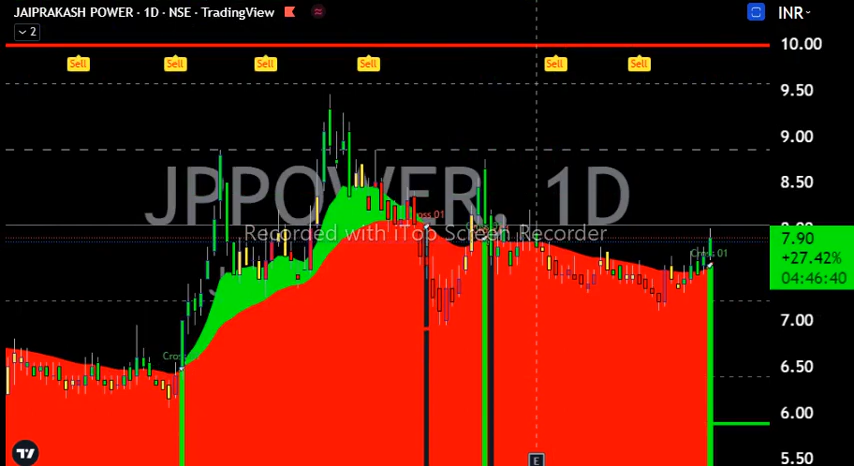 JAIPRAKASH POWER · 1D · NSE · TradingView
INR
2
10.00
Sell
Sell
Sell
Sell
Sell
Sell
9.50
9.00
8.50
JPPOWER, 1D
Recorded with iTop Screen Recorder
7.90
+27.42%
04:46:40
Cross 01
7.00
Cross
6.50
6.00
5.50
E